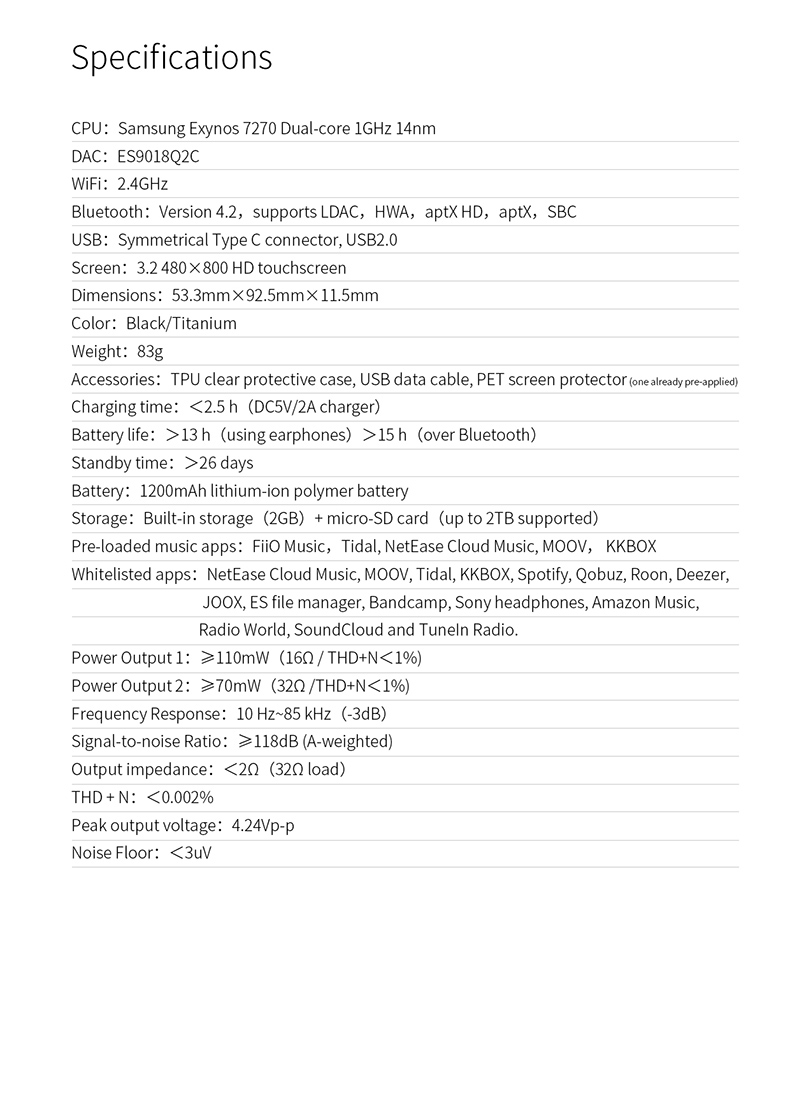 Specifications
CPU：Samsung Exynos 7270 Dual-core 1GHz 14nm
DAC：ES9018Q2C
WiFi：2.4GHz
Bluetooth：Version 4.2，supports LDAC，HWA，aptX HD，aptX，SBC
USB：Symmetrical Type C connector, USB2.0
Screen：3.2 480×800 HD touchscreen
Dimensions：53.3mm×92.5mm×11.5mm
Color：Black/Titanium
Weight：83g
Accessories：TPU clear protective case, USB data cable, PET screen protector (one already pre-applied)
Charging time：＜2.5 h（DC5V/2A charger）
Battery life：＞13 h（using earphones）＞15 h（over Bluetooth）
Standby time：＞26 days
Battery：1200mAh lithium-ion polymer battery
Storage：Built-in storage（2GB）+ micro-SD card（up to 2TB supported）
Pre-loaded music apps：FiiO Music，Tidal, NetEase Cloud Music, MOOV， KKBOX
Whitelisted apps：NetEase Cloud Music, MOOV, Tidal, KKBOX, Spotify, Qobuz, Roon, Deezer,
JOOX, ES file manager, Bandcamp, Sony headphones, Amazon Music,
Radio World, SoundCloud and TuneIn Radio.
Power Output 1：⩾110mW（16Ω / THD+N＜1%)
Power Output 2：⩾70mW（32Ω /THD+N＜1%)
Frequency Response：10 Hz~85 kHz（-3dB）
Signal-to-noise Ratio：⩾118dB (A-weighted)
Output impedance：＜2Ω（32Ω load）
THD + N：＜0.002%
Peak output voltage：4.24Vp-p
Noise Floor：＜3uV